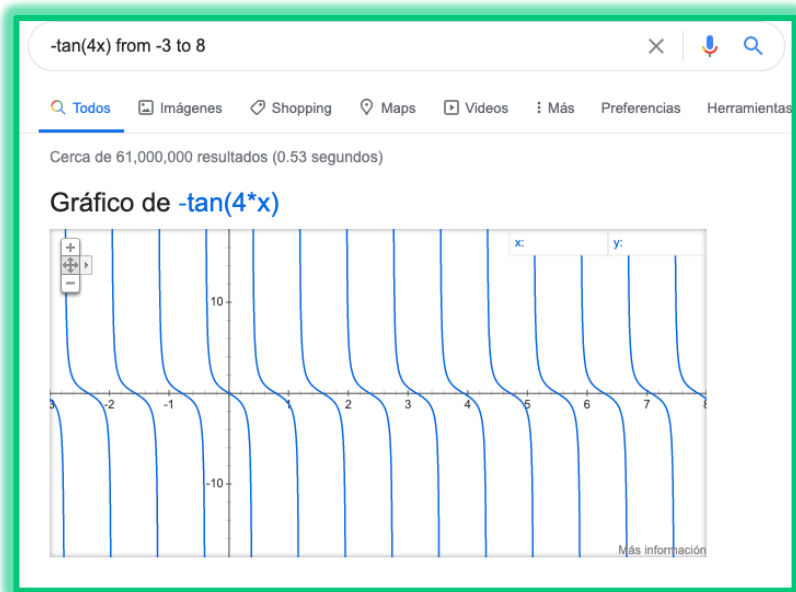 -tan(4x) from -3 to 8
Todos Imágenes Shopping Maps Videos Más Preferencias Herramientas
Cerca de 61,000,000 resultados (0.53 segundos)
Gráfico de -tan(4*x)
x: y:
10
-2 -1 1 2 3 4 5 6 7 8
-10
Más información